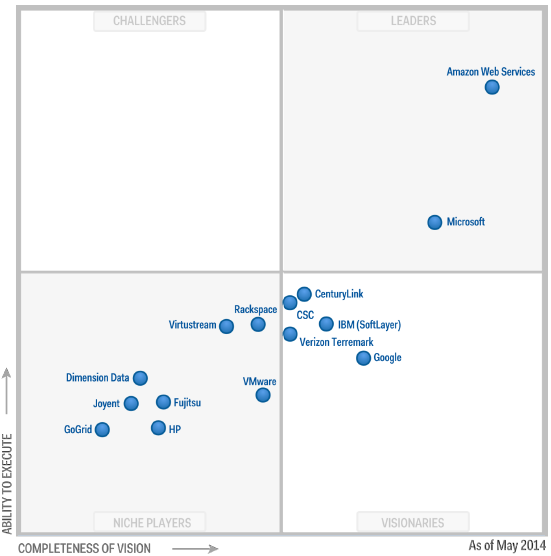 CHALLENGERS
LEADERS
Amazon Web Services
Microsoft
CenturyLink
CSC
Rackspace
Virtustream
IBM (SoftLayer)
Verizon Terremark
Google
Dimension Data
VMware
Joyent
Fujitsu
GoGrid
HP
ABILITY TO EXECUTE
NICHE PLAYERS
VISIONARIES
COMPLETENESS OF VISION
As of May 2014